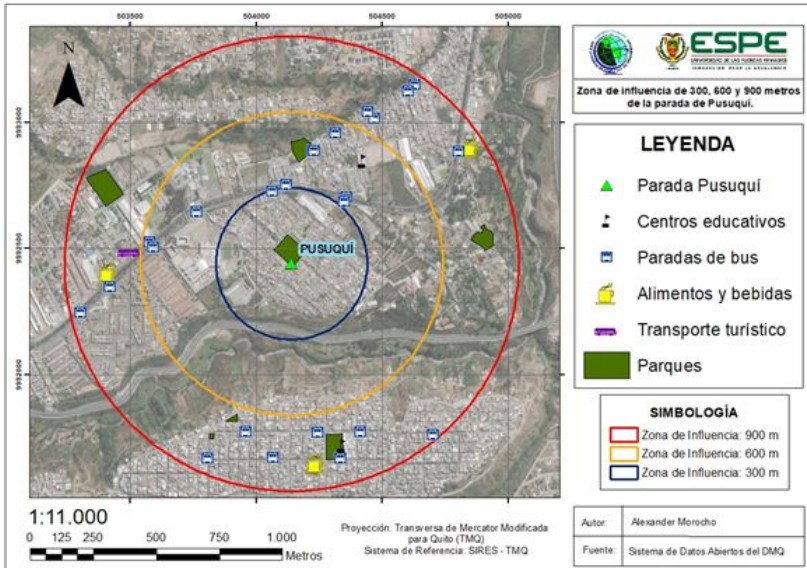 503500 504000 504500 505000
9993000
9992500
9992000
N
PUSUQUÍ
ESPE
UNIVERSIDAD DE LAS FUERZAS ARMADAS
INNOVACIÓN PARA LA EXCELENCIA
Zona de influencia de 300, 600 y 900 metros
de la parada de Pusuquí.
LEYENDA
Parada Pusuquí
Centros educativos
Paradas de bus
Alimentos y bebidas
Transporte turístico
Parques
SIMBOLOGÍA
Zona de Influencia: 900 m
Zona de Influencia: 600 m
Zona de Influencia: 300 m
1:11.000
0 125 250 500 750 1.000
Metros
Proyección: Transversa de Mercator Modificada
para Quito (TMQ)
Sistema de Referencia: SIRES - TMQ
Autor: Alexander Morocho
Fuente: Sistema de Datos Abiertos del DMQ